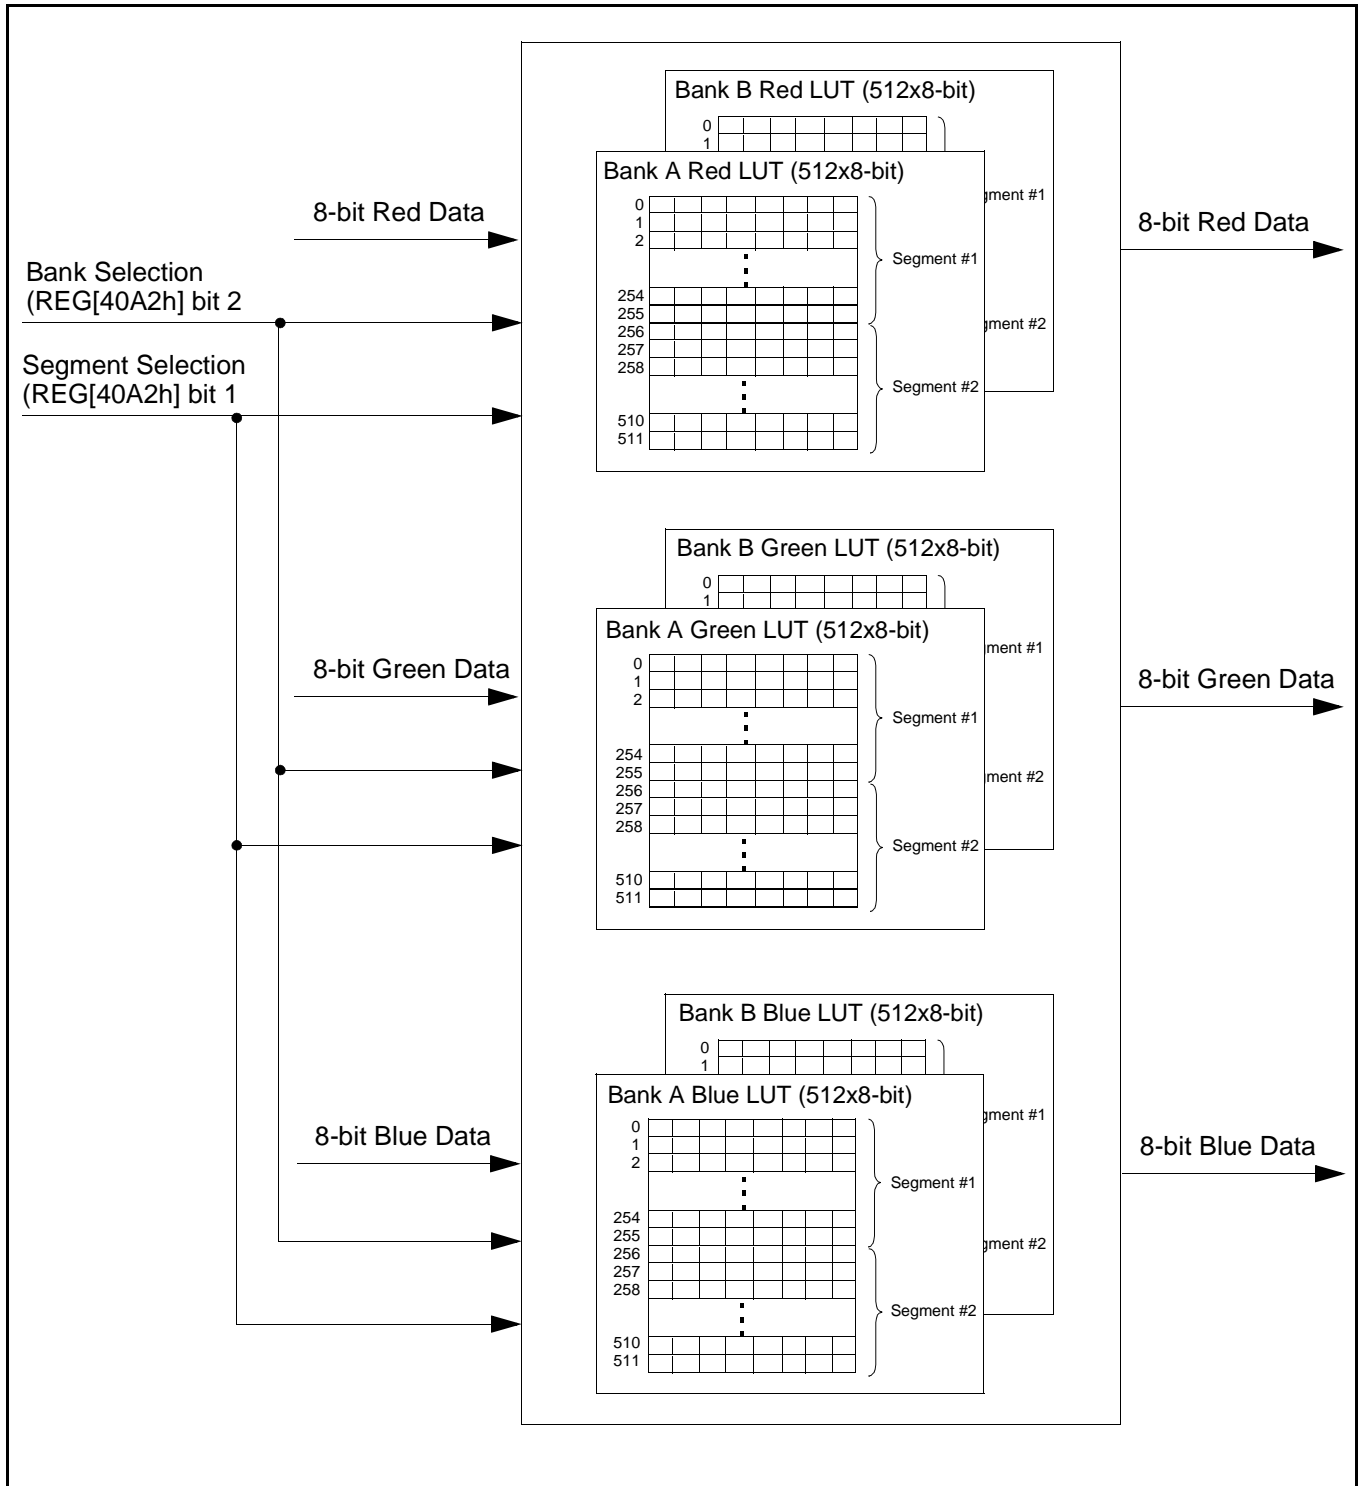 Bank B Red LUT (512x8-bit)
0
1
Bank A Red LUT (512x8-bit)
0
1
2
254
255
256
257
258
510
511
Segment #1
Segment #2
gment #1
gment #2
8-bit Red Data
8-bit Red Data
Bank Selection
(REG[40A2h] bit 2
Segment Selection
(REG[40A2h] bit 1
Bank B Green LUT (512x8-bit)
0
1
Bank A Green LUT (512x8-bit)
0
1
2
254
255
256
257
258
510
511
Segment #1
Segment #2
ment #1
ment #2
8-bit Green Data
8-bit Green Data
Bank B Blue LUT (512x8-bit)
0
1
Bank A Blue LUT (512x8-bit)
0
1
2
254
255
256
257
258
510
511
Segment #1
Segment #2
gment #1
gment #2
8-bit Blue Data
8-bit Blue Data